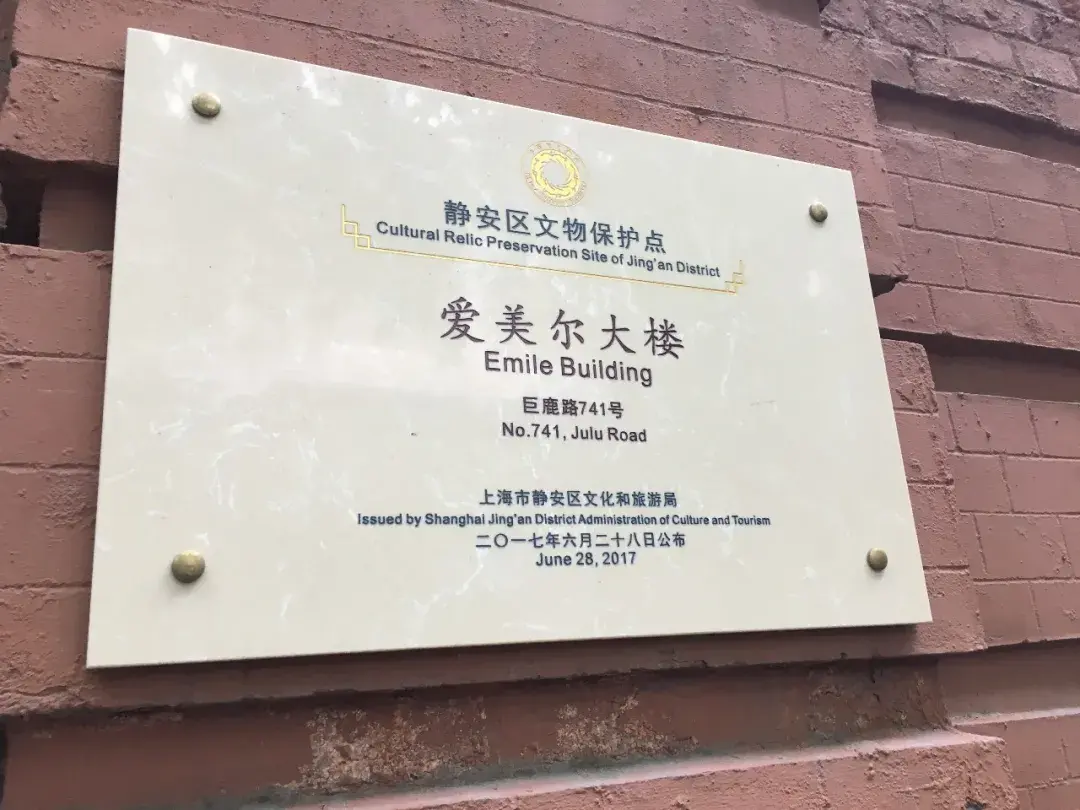 静安区文物保护点
Cultural Relic Preservation Site of Jing'an District
爱美尔大楼
Emile Building
巨鹿路741号
No.741, Julu Road
上海市静安区文化和旅游局
Issued by Shanghai Jing'an District Administration of Culture and Tourism
二〇一七年六月二十八日公布
June 28, 2017